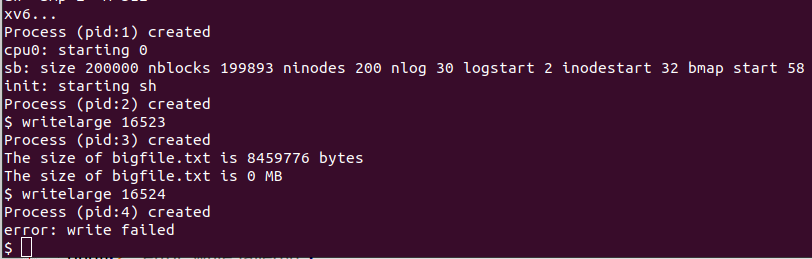 xv6...
Process (pid:1) created
cpu0: starting 0
sb: size 200000 nblocks 199893 ninodes 200 nlog 30 logstart 2 inodestart 32 bmap start 58
init: starting sh
Process (pid:2) created
$ writelarge 16523
Process (pid:3) created
The size of bigfile.txt is 8459776 bytes
The size of bigfile.txt is 0 MB
$ writelarge 16524
Process (pid:4) created
error: write failed
$